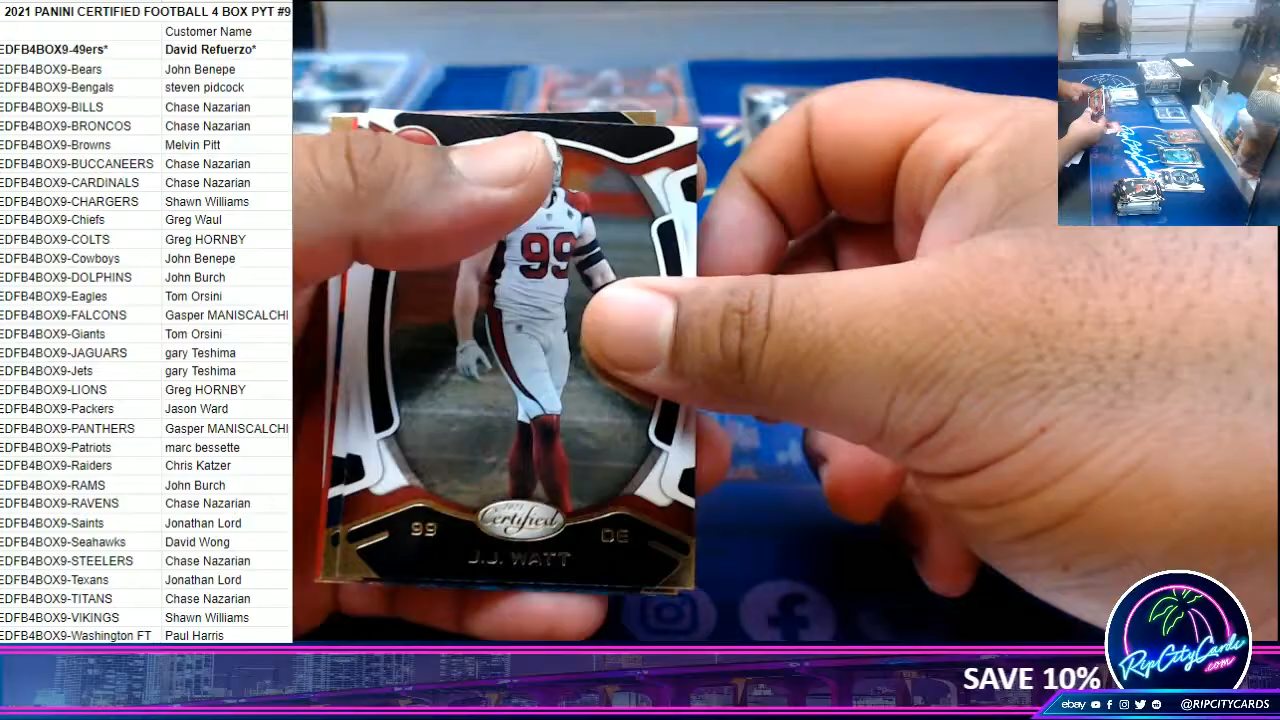 2021 PANINI CERTIFIED FOOTBALL 4 BOX PYT #9
Customer Name
EDFB4BOX9-49ers* David Refuerzo*
EDFB4BOX9-Bears John Benepe
EDFB4BOX9-Bengals steven pidcock
EDFB4BOX9-BILLS Chase Nazarian
EDFB4BOX9-BRONCOS Chase Nazarian
EDFB4BOX9-Browns Melvin Pitt
EDFB4BOX9-BUCCANEERS Chase Nazarian
EDFB4BOX9-CARDINALS Chase Nazarian
EDFB4BOX9-CHARGERS Shawn Williams
EDFB4BOX9-Chiefs Greg Waul
EDFB4BOX9-COLTS Greg HORNBY
EDFB4BOX9-Cowboys John Benepe
EDFB4BOX9-DOLPHINS John Burch
EDFB4BOX9-Eagles Tom Orsini
EDFB4BOX9-FALCONS Gasper MANISCALCHI
EDFB4BOX9-Giants Tom Orsini
EDFB4BOX9-JAGUARS gary Teshima
EDFB4BOX9-Jets gary Teshima
EDFB4BOX9-LIONS Greg HORNBY
EDFB4BOX9-Packers Jason Ward
EDFB4BOX9-PANTHERS Gasper MANISCALCHI
EDFB4BOX9-Patriots marc bessette
EDFB4BOX9-Raiders Chris Katzer
EDFB4BOX9-RAMS John Burch
EDFB4BOX9-RAVENS Chase Nazarian
EDFB4BOX9-Saints Jonathan Lord
EDFB4BOX9-Seahawks David Wong
EDFB4BOX9-STEELERS Chase Nazarian
EDFB4BOX9-Texans Jonathan Lord
EDFB4BOX9-TITANS Chase Nazarian
EDFB4BOX9-VIKINGS Shawn Williams
EDFB4BOX9-Washington FT Paul Harris
99
2021
Certified
99 DE
J.J. WATT
SAVE 10%
RipCityCards
.com
ebay @RIPCITYCARDS